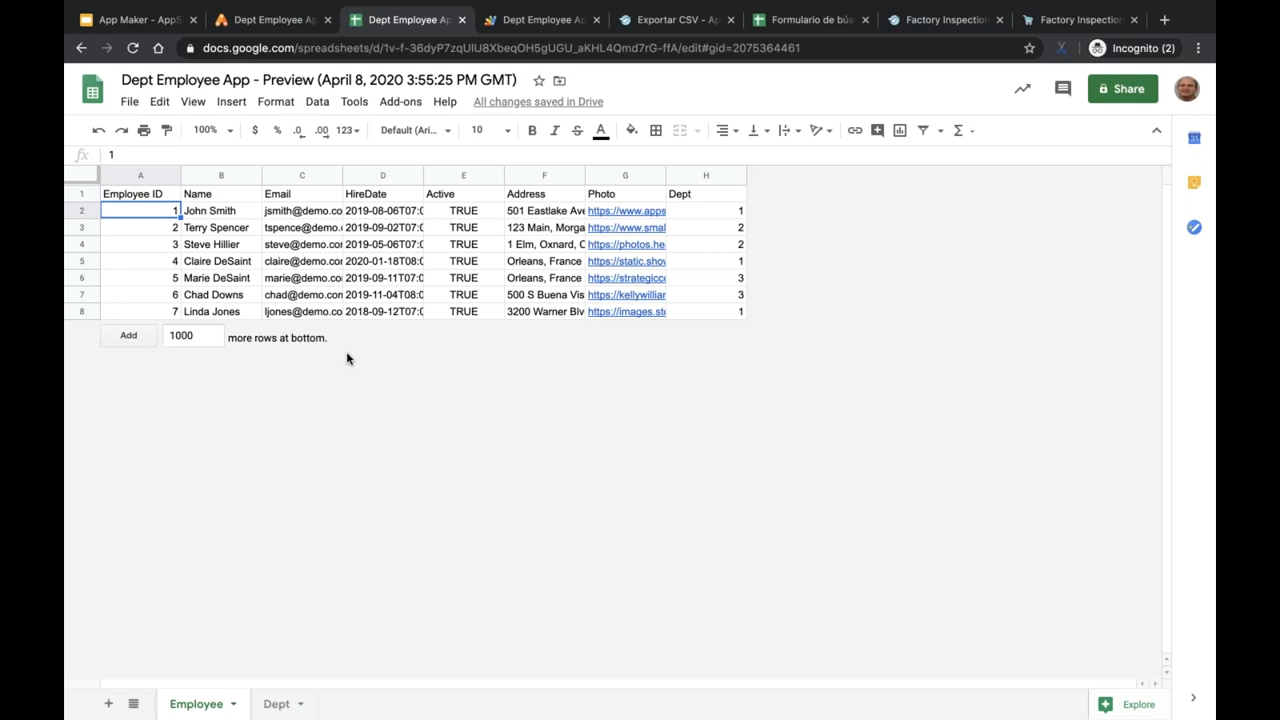 App Maker - AppS
Dept Employee Ap
Dept Employee Ap
Dept Employee Ap
Exportar CSV - Ap
Formulario de bús
Factory Inspection
Factory Inspection
docs.google.com/spreadsheets/d/1v-f-36dyP7zqUlU8XbeqOH5gUGU_aKHL4Qmd7rG-ffA/edit#gid=2075364461
Incognito (2)
Dept Employee App - Preview (April 8, 2020 3:55:25 PM GMT)
File Edit View Insert Format Data Tools Add-ons Help All changes saved in Drive
Share
100% $ % .0 .00 123 Default (Ari... 10 B I S A Σ
fx 1
A B C D E F G H
1 Employee ID Name Email HireDate Active Address Photo Dept
2 1 John Smith jsmith@demo.co 2019-08-06T07:0 TRUE 501 Eastlake Ave https://www.apps 1
3 2 Terry Spencer tspence@demo. 2019-09-02T07:0 TRUE 123 Main, Morga https://www.smal 2
4 3 Steve Hillier steve@demo.co 2019-05-06T07:0 TRUE 1 Elm, Oxnard, C https://photos.he 2
5 4 Claire DeSaint claire@demo.co 2020-01-18T08: TRUE Orleans, France https://static.shov 1
6 5 Marie DeSaint marie@demo.co 2019-09-11T07:0 TRUE Orleans, France https://strategicc 3
7 6 Chad Downs chad@demo.con 2019-11-04T08:0 TRUE 500 S Buena Vis https://kellywilliar 3
8 7 Linda Jones ljones@demo.co 2018-09-12T07:0 TRUE 3200 Warner Blv https://images.st 1
Add 1000 more rows at bottom.
Employee Dept
Explore